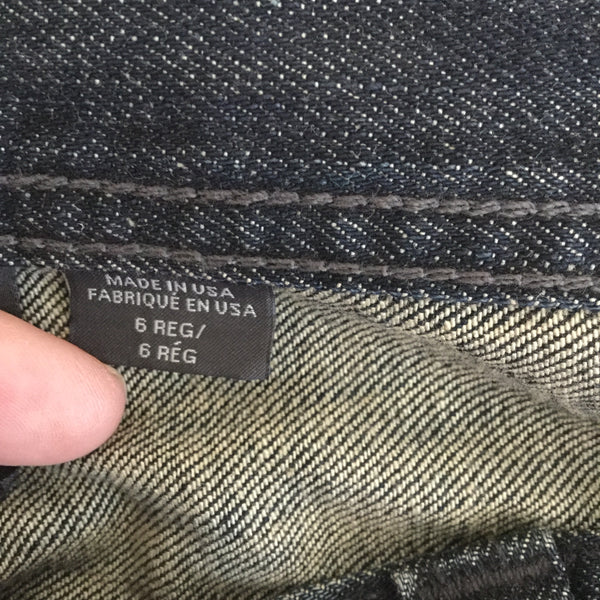 MADE IN USA
FABRIQUÉ EN USA
6 REG/
6 RÉG